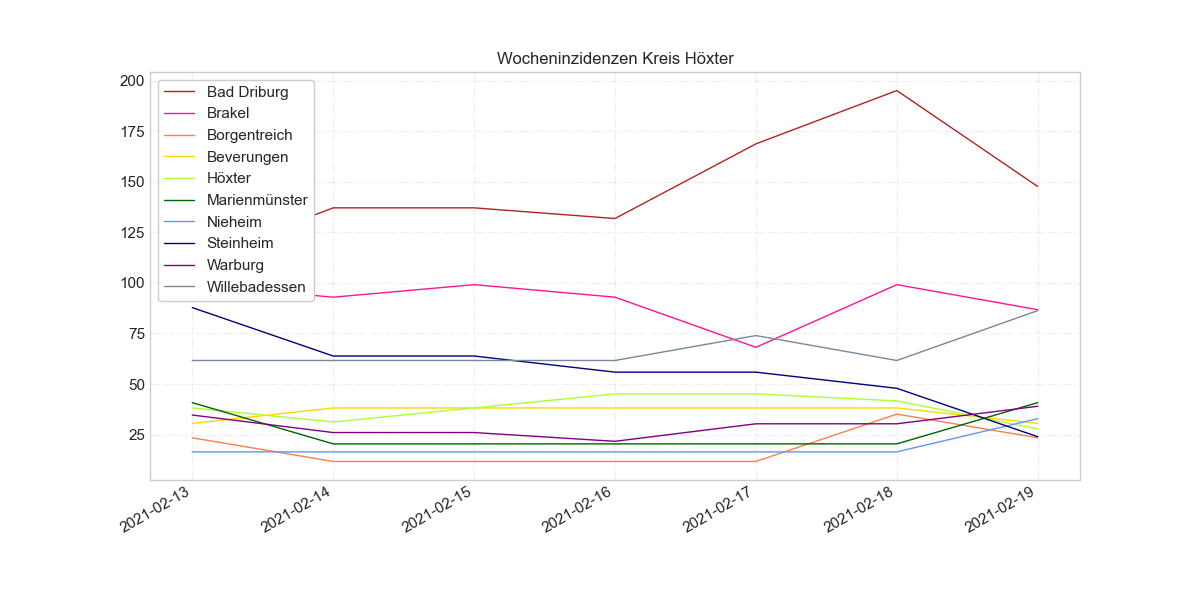 Wocheninzidenzen Kreis Höxter
200
175
150
125
100
75
50
25
Bad Driburg
Brakel
Borgentreich
Beverungen
Höxter
Marienmünster
Nieheim
Steinheim
Warburg
Willebadessen
2021-02-13
2021-02-14
2021-02-15
2021-02-16
2021-02-17
2021-02-18
2021-02-19